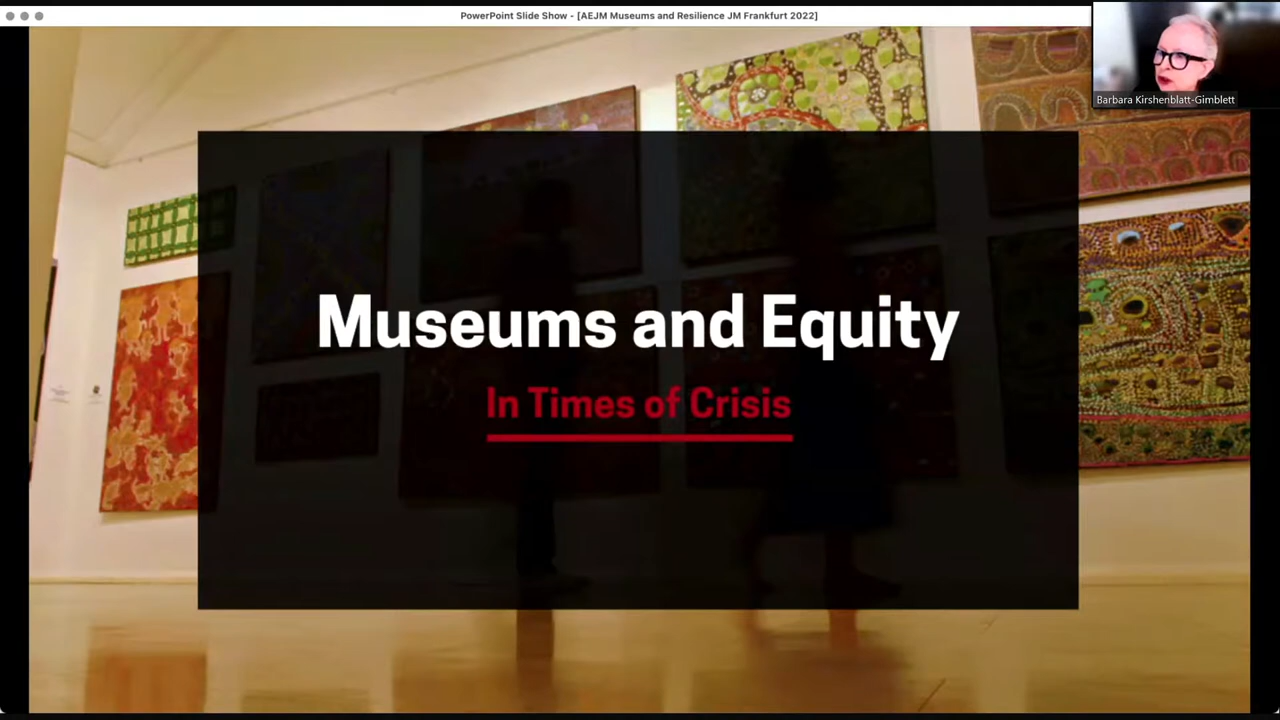 PowerPoint Slide Show - [AEJM Museums and Resilience JM Frankfurt 2022]
Barbara Kirshenblatt-Gimblett
Museums and Equity
In Times of Crisis